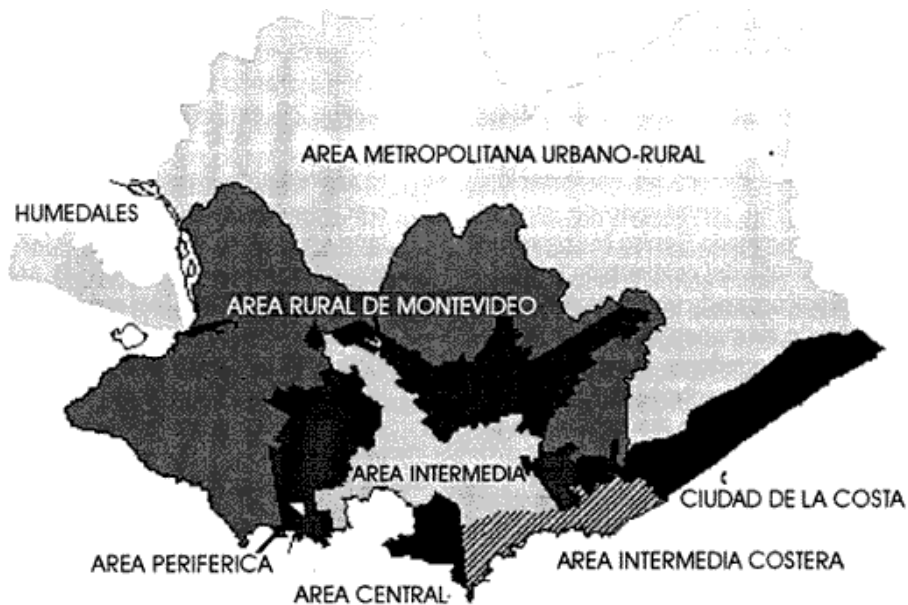 AREA METROPOLITANA URBANO-RURAL
HUMEDALES
AREA RURAL DE MONTEVIDEO
AREA INTERMEDIA
CIUDAD DE LA COSTA
AREA PERIFERICA
AREA INTERMEDIA COSTERA
AREA CENTRAL